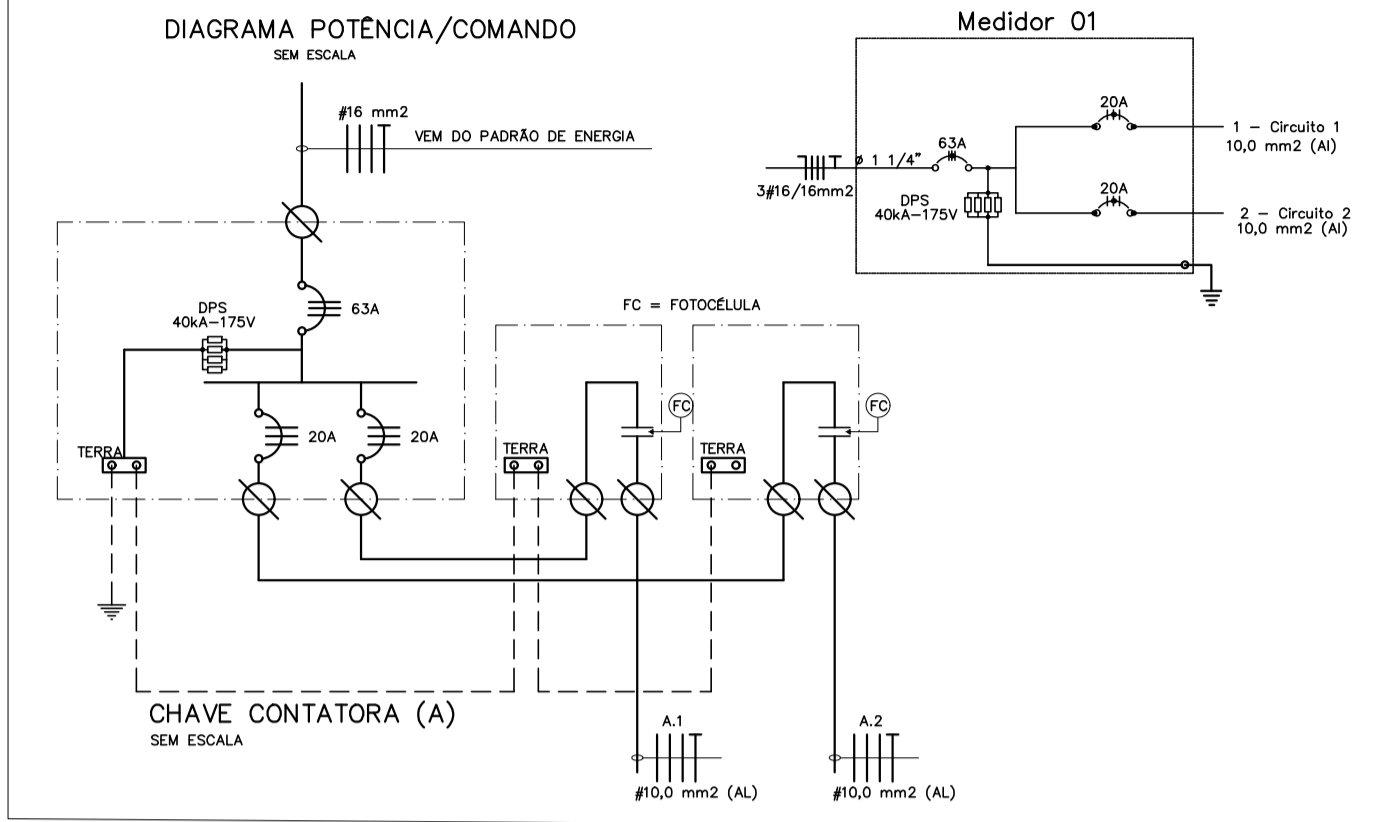 DIAGRAMA POTÊNCIA/COMANDO
SEM ESCALA
#16 mm2
VEM DO PADRÃO DE ENERGIA
DPS
40kA-175V
63A
20A
20A
TERRA
FC = FOTOCÉLULA
FC
FC
TERRA
TERRA
CHAVE CONTATORA (A)
SEM ESCALA
A.1
#10,0 mm2 (AL)
A.2
#10,0 mm2 (AL)
Medidor 01
3#16/16mm2
ø 1 1/4"
63A
DPS
40kA-175V
20A
1 - Circuito 1
10,0 mm2 (Al)
20A
2 - Circuito 2
10,0 mm2 (Al)